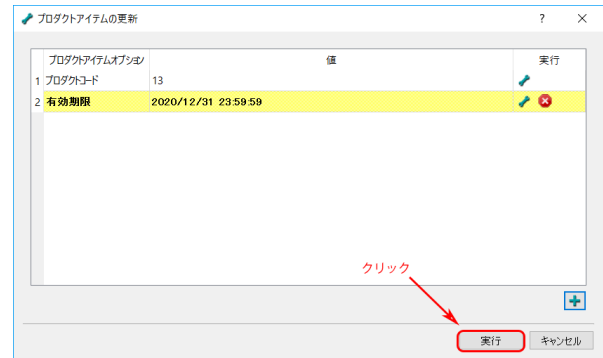 プロダクトアイテムの更新
? ×
プロダクトアイテムオプション 値 実行
1 プロダクトコード 13
2 有効期限 2020/12/31 23:59:59
クリック
実行 キャンセル